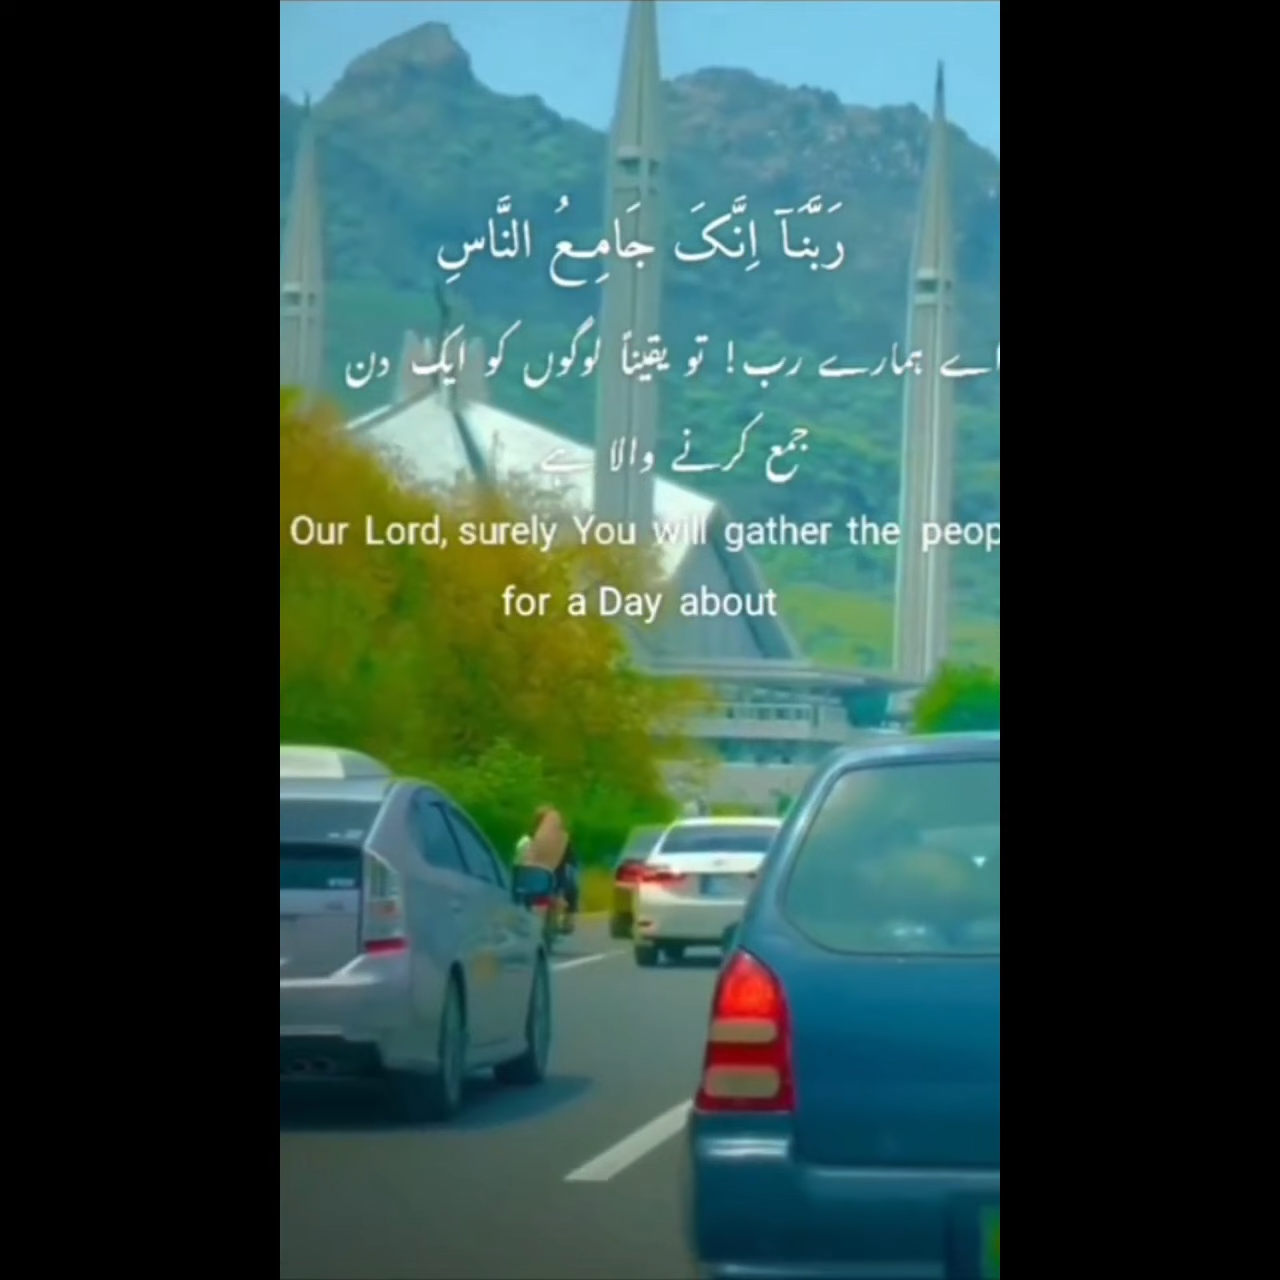 رَبَّنَآ اِنَّکَ جَامِعُ النَّاسِ
اے ہمارے رب! تو یقیناً لوگوں کو ایک دن
جمع کرنے والا ہے
Our Lord, surely You will gather the peop
for a Day about